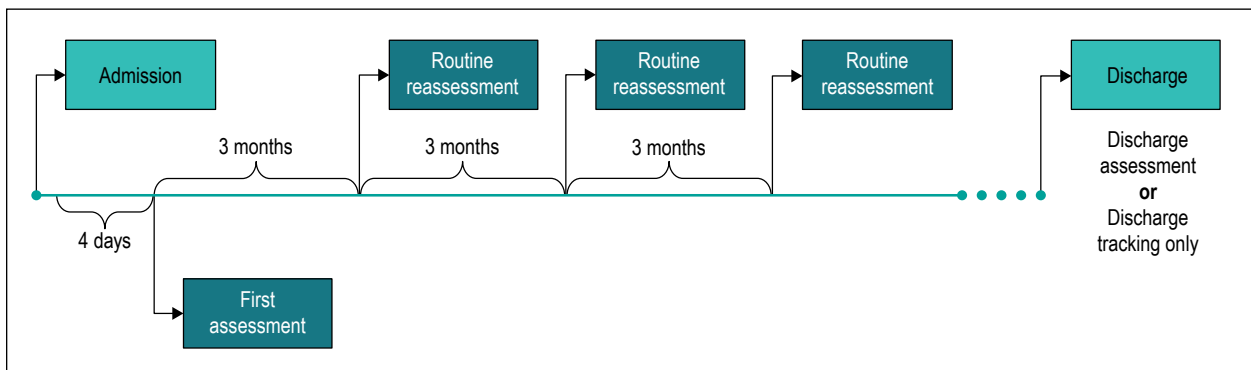 Admission
Routine
reassessment
Routine
reassessment
Routine
reassessment
Discharge
3 months
3 months
3 months
4 days
First
assessment
Discharge
assessment
or
Discharge
tracking only